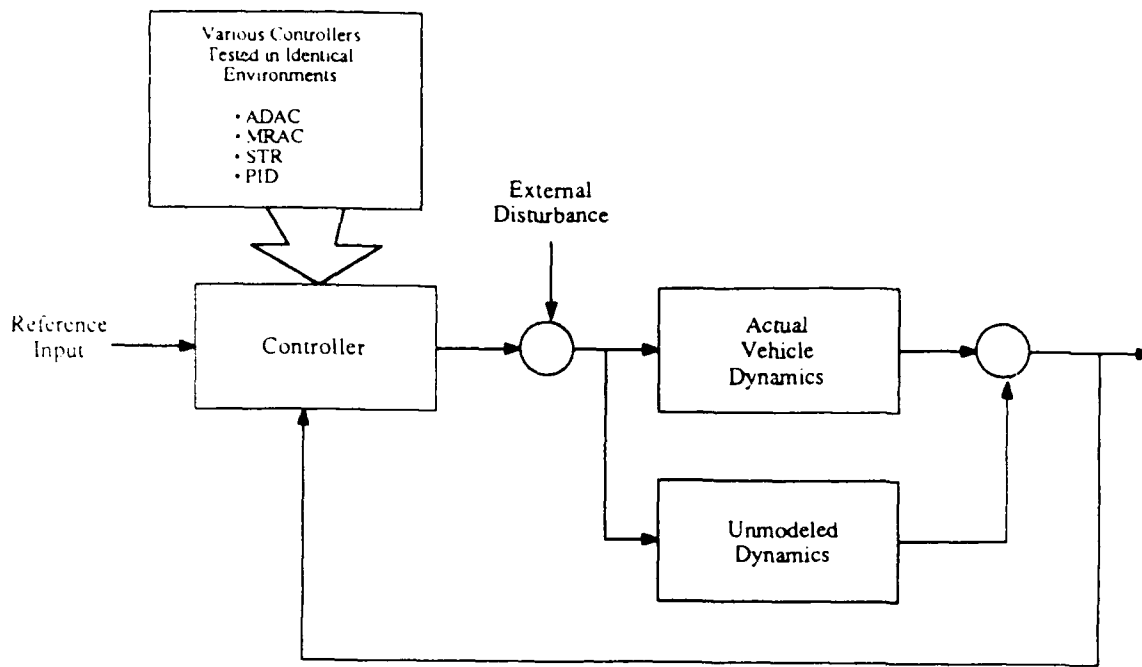 Various Controllers
Tested in Identical
Environments
• ADAC
• MRAC
• STR
• PID
External
Disturbance
Reference
Input
Controller
Actual
Vehicle
Dynamics
Unmodeled
Dynamics